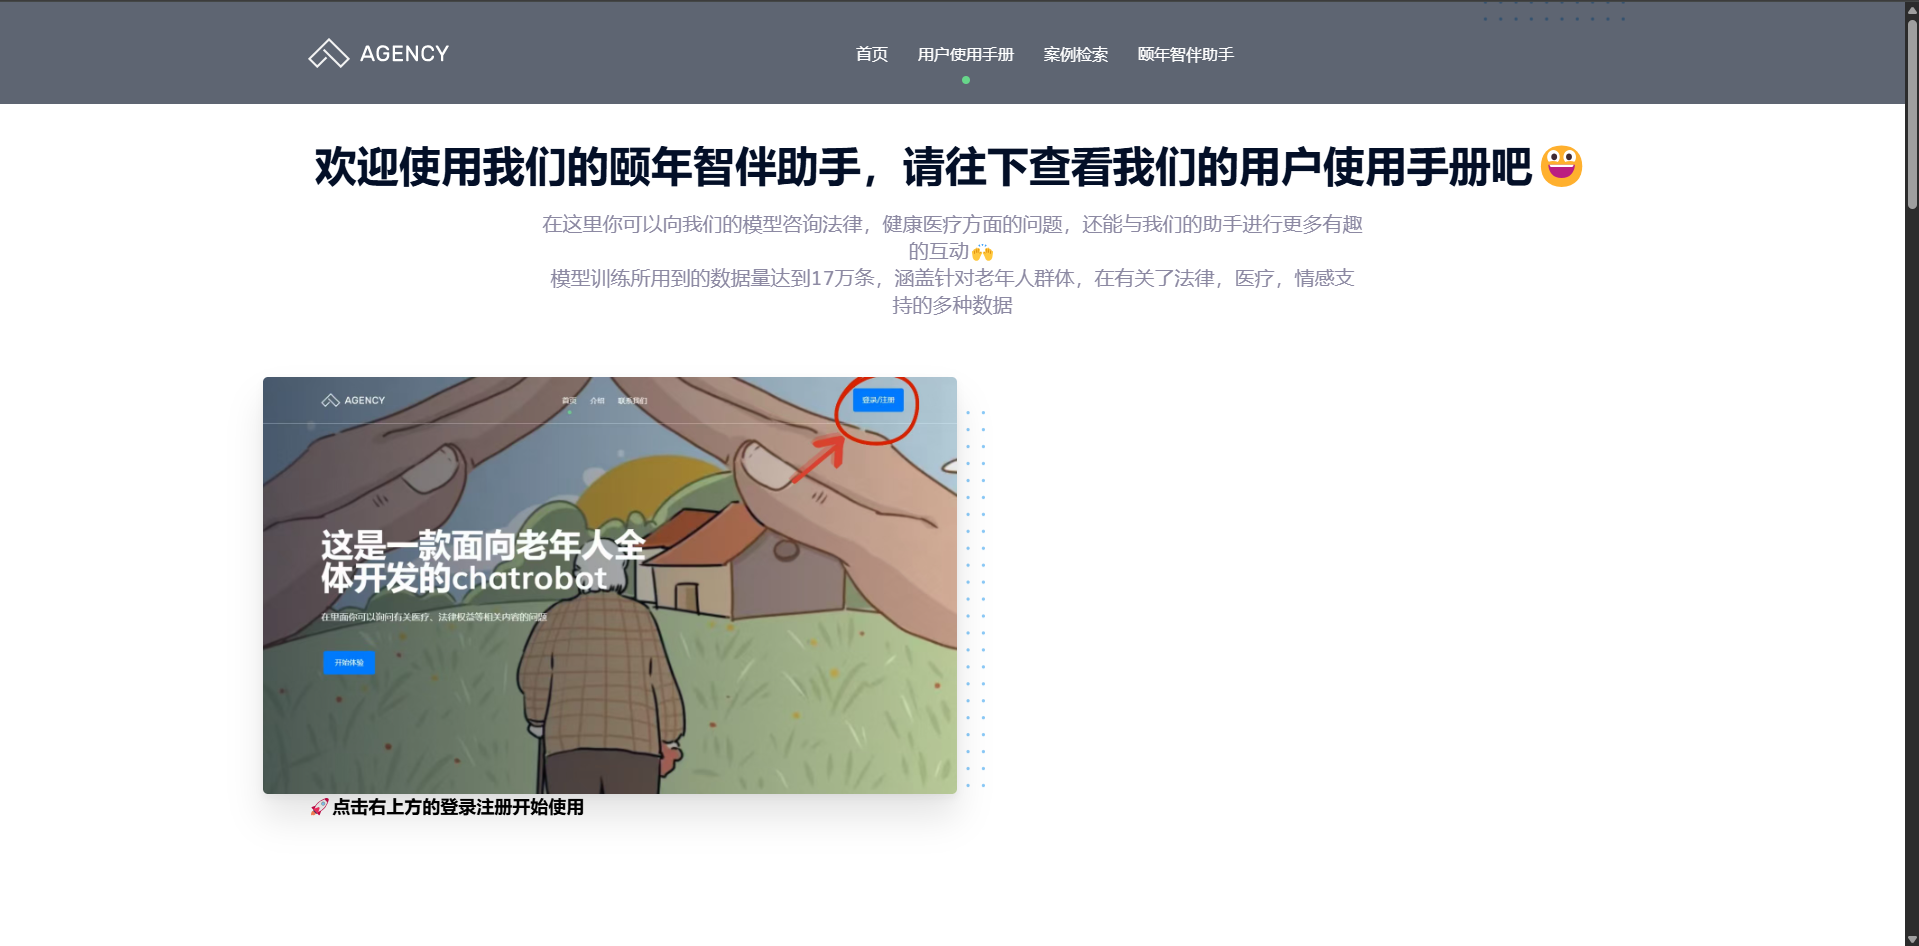 AGENCY
首页 用户使用手册 案例检索 颐年智伴助手
欢迎使用我们的颐年智伴助手，请往下查看我们的用户使用手册吧😀
在这里你可以向我们的模型咨询法律，健康医疗方面的问题，还能与我们的助手进行更多有趣
的互动🙌
模型训练所用到的数据量达到17万条，涵盖针对老年人群体，在有关了法律，医疗，情感支
持的多种数据
AGENCY
首页 介绍 联系我们
登录/注册
这是一款面向老年人全
体开发的chatrobot
在里面你可以询问有关医疗、法律权益等相关内容的问题
开始体验
🚀点击右上方的登录注册开始使用